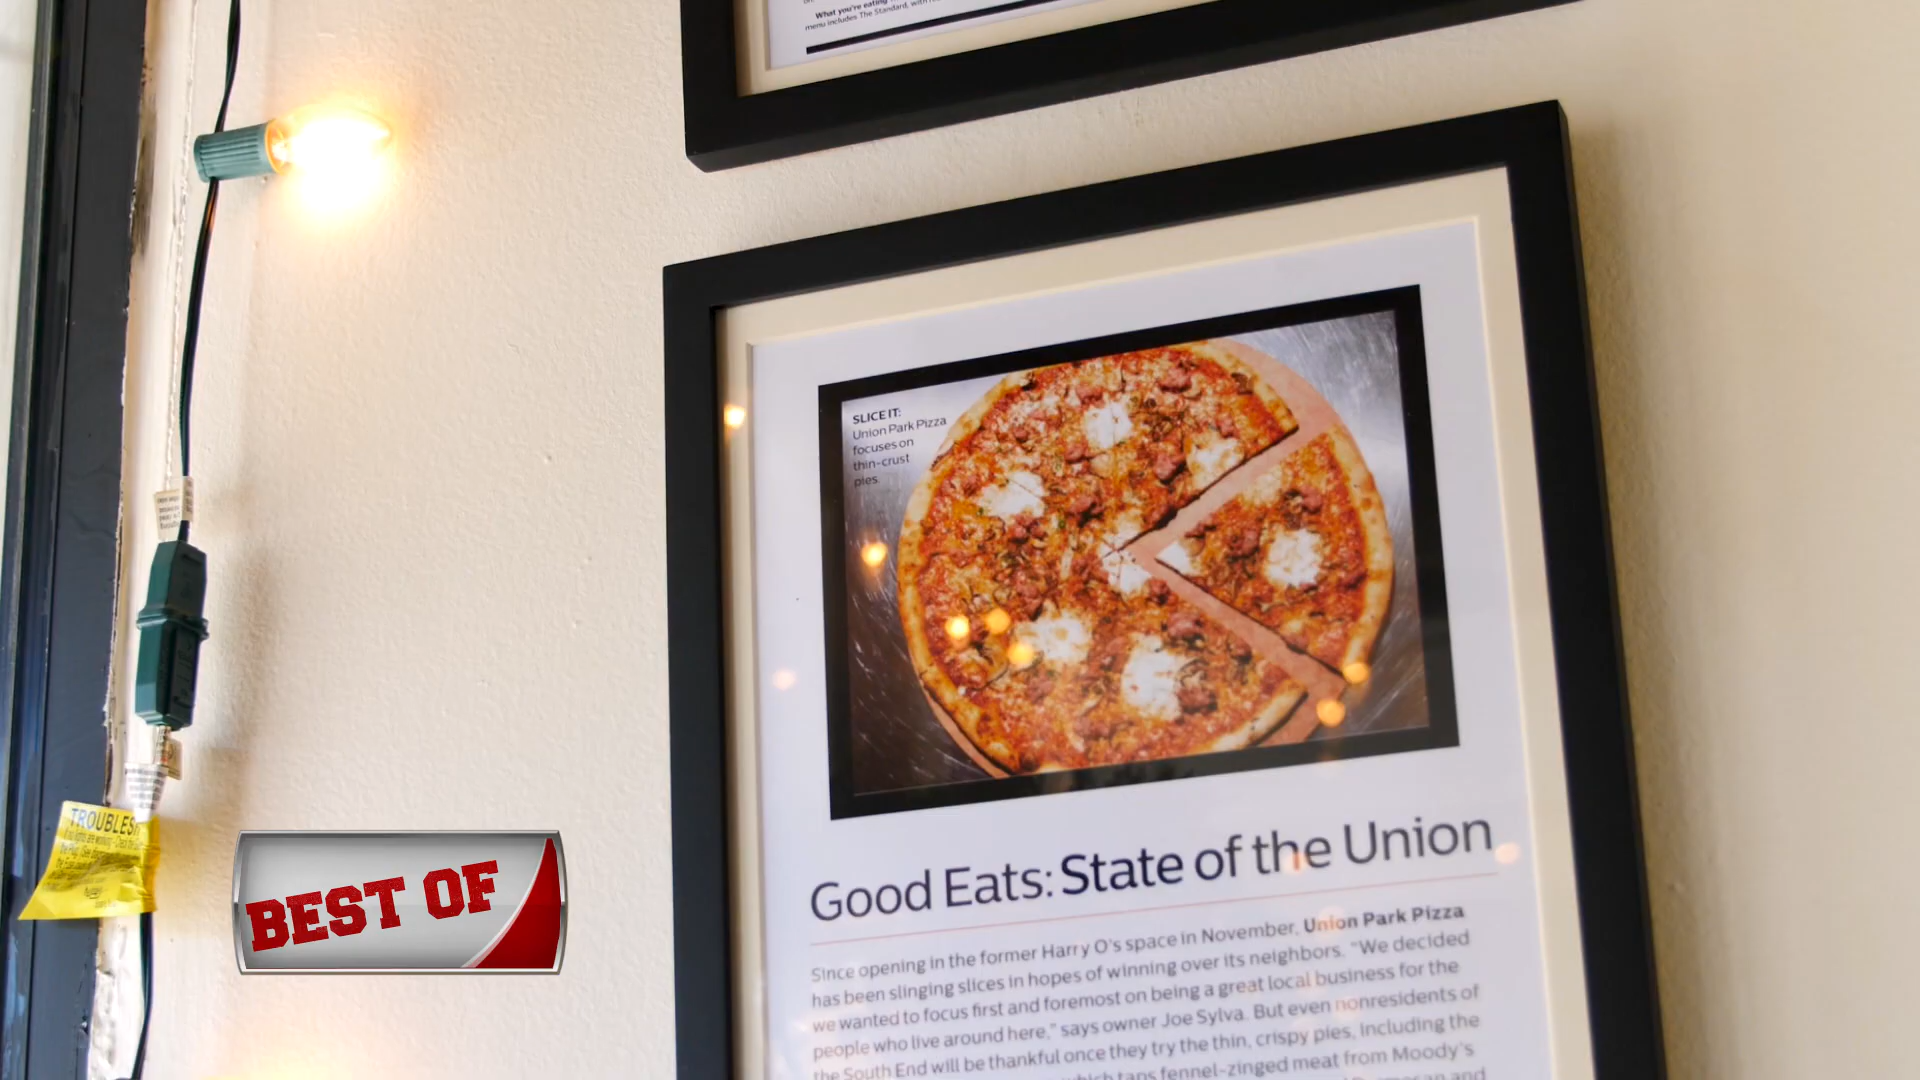 What you're eating
menu includes The Standard, with
SLICE IT:
Union Park Pizza
focuses on
thin-crust
pies.
Good Eats: State of the Union
Since opening in the former Harry O's space in November, Union Park Pizza
has been slinging slices in hopes of winning over its neighbors. "We decided
we wanted to focus first and foremost on being a great local business for the
people who live around here," says owner Joe Sylva. But even nonresidents of
the South End will be thankful once they try the thin, crispy pies, including the
which taps fennel-zinged meat from Moody's
and
TROUBLES
BEST OF